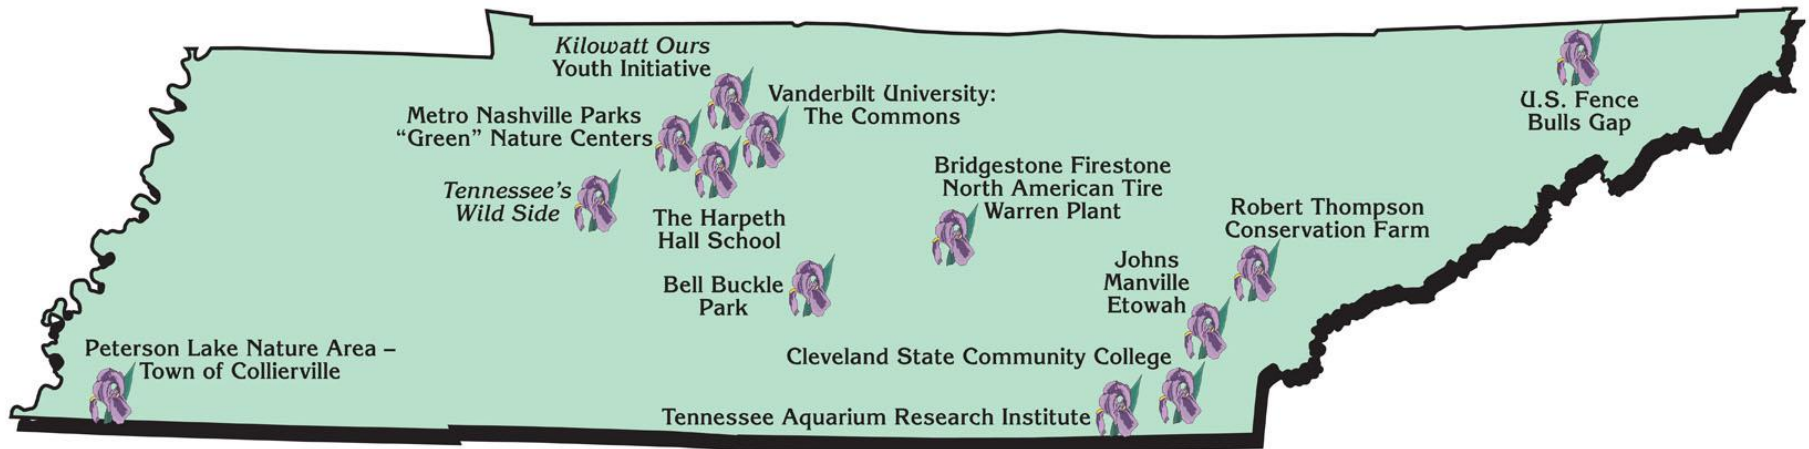 Kilowatt Ours
Youth Initiative
Vanderbilt University:
The Commons
Metro Nashville Parks
“Green” Nature Centers
Tennessee’s
Wild Side
The Harpeth
Hall School
Bell Buckle
Park
Bridgestone Firestone
North American Tire
Warren Plant
U.S. Fence
Bulls Gap
Robert Thompson
Conservation Farm
Johns
Manville
Etowah
Cleveland State Community College
Tennessee Aquarium Research Institute
Peterson Lake Nature Area –
Town of Collierville